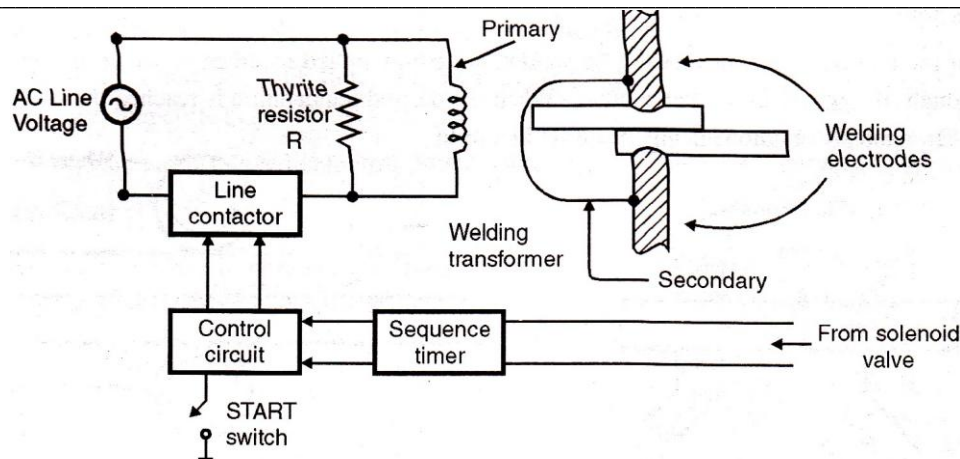 Primary
AC Line
Voltage
Thyrite
resistor
R
Welding
electrodes
Line
contactor
Welding
transformer
Secondary
Control
circuit
Sequence
timer
From solenoid
valve
START
switch